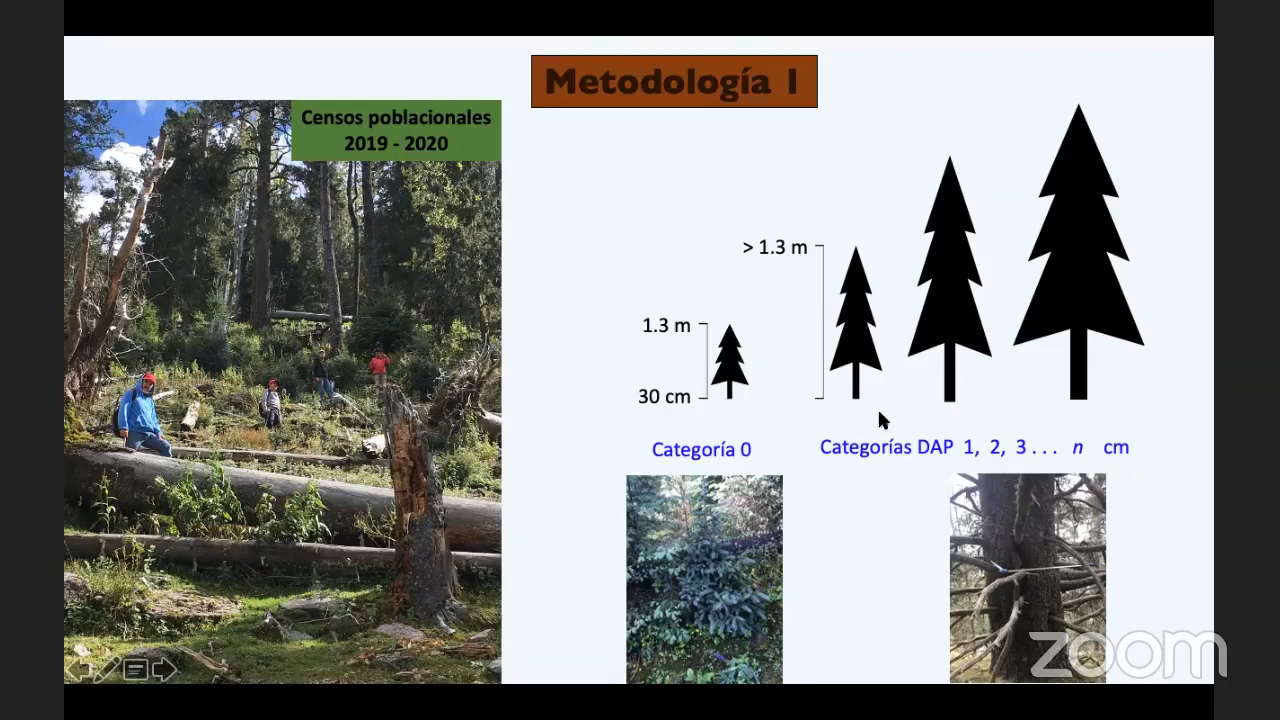 Metodología 1
Censos poblacionales
2019 - 2020
> 1.3 m
1.3 m
30 cm
Categoría 0
Categorías DAP 1, 2, 3 . . . n cm
zoom